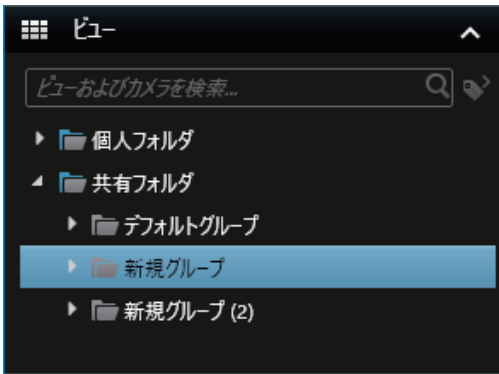 ビュー
ビューおよびカメラを検索...
個人フォルダ
共有フォルダ
デフォルトグループ
新規グループ
新規グループ (2)